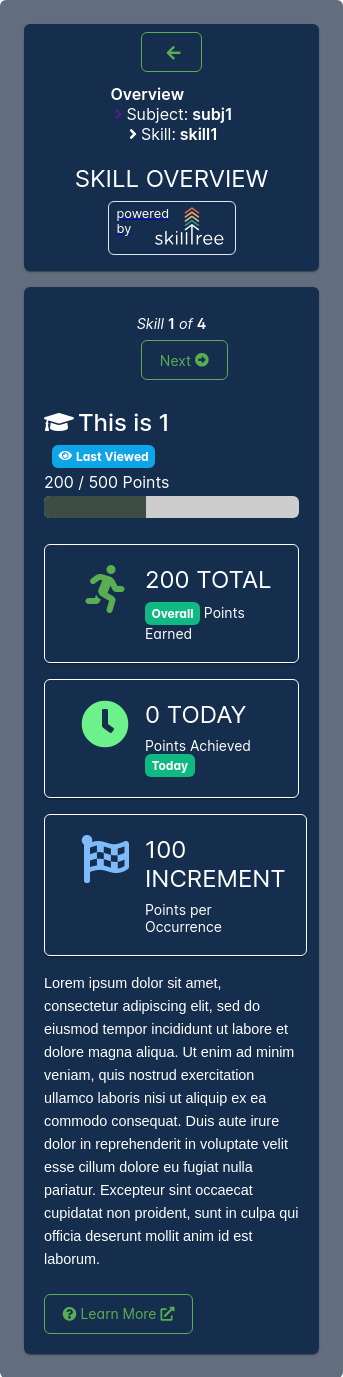 Overview
Subject: subj1
Skill: skill1
SKILL OVERVIEW
powered
by
skilltree
Skill 1 of 4
Next
This is 1
Last Viewed
200 / 500 Points
200 TOTAL
Overall Points
Earned
0 TODAY
Points Achieved
Today
100
INCREMENT
Points per
Occurrence
Lorem ipsum dolor sit amet,
consectetur adipiscing elit, sed do
eiusmod tempor incididunt ut labore et
dolore magna aliqua. Ut enim ad minim
veniam, quis nostrud exercitation
ullamco laboris nisi ut aliquip ex ea
commodo consequat. Duis aute irure
dolor in reprehenderit in voluptate velit
esse cillum dolore eu fugiat nulla
pariatur. Excepteur sint occaecat
cupidatat non proident, sunt in culpa qui
officia deserunt mollit anim id est
laborum.
Learn More